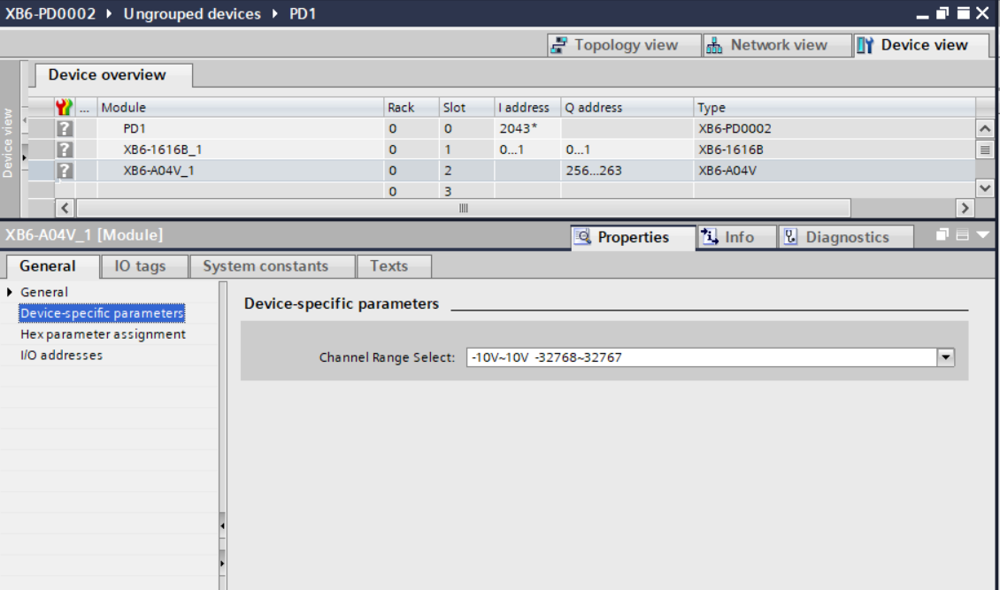 XB6-PD0002 ▸ Ungrouped devices ▸ PD1
Topology view Network view Device view
Device overview
... Module Rack Slot I address Q address Type
PD1 0 0 2043* XB6-PD0002
XB6-1616B_1 0 1 0...1 0...1 XB6-1616B
XB6-A04V_1 0 2 256...263 XB6-A04V
0 3
Device view
XB6-A04V_1 [Module]
Properties Info Diagnostics
General IO tags System constants Texts
General
Device-specific parameters
Hex parameter assignment
I/O addresses
Device-specific parameters
Channel Range Select: -10V~10V -32768~32767